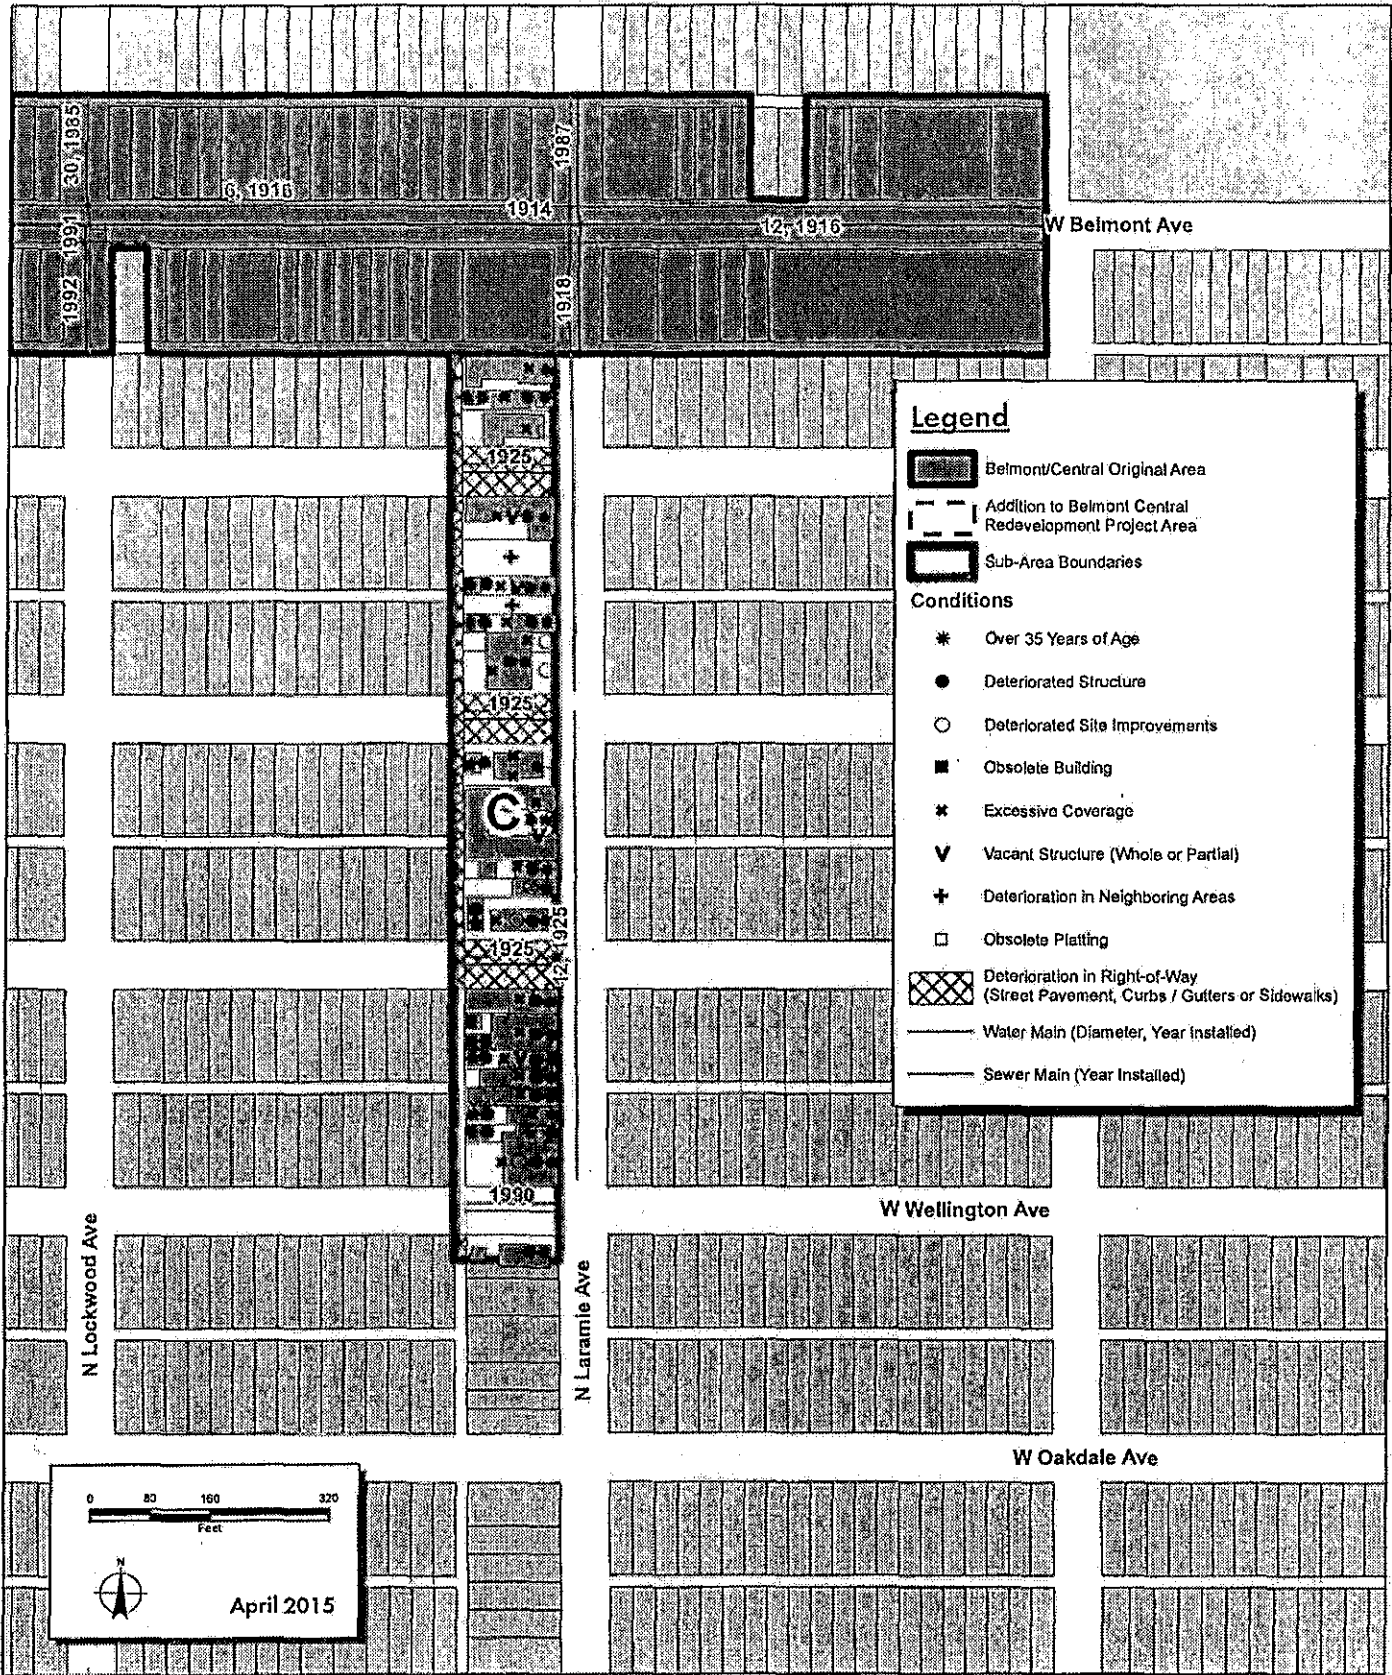 30, 1985
1987
6, 1916
1914
12, 1916
W Belmont Ave
1991
1992
1918
1925
1925
C
1925
12, 1925
1990
Legend
Belmont/Central Original Area
Addition to Belmont Central
Redevelopment Project Area
Sub-Area Boundaries
Conditions
Over 35 Years of Age
Deteriorated Structure
Deteriorated Site Improvements
Obsolete Building
Excessive Coverage
Vacant Structure (Whole or Partial)
Deterioration in Neighboring Areas
Obsolete Platting
Deterioration in Right-of-Way
(Street Pavement, Curbs / Gutters or Sidewalks)
Water Main (Diameter, Year Installed)
Sewer Main (Year Installed)
W Wellington Ave
N Lockwood Ave
N Laramie Ave
W Oakdale Ave
0 80 160 320
Feet
N
April 2015